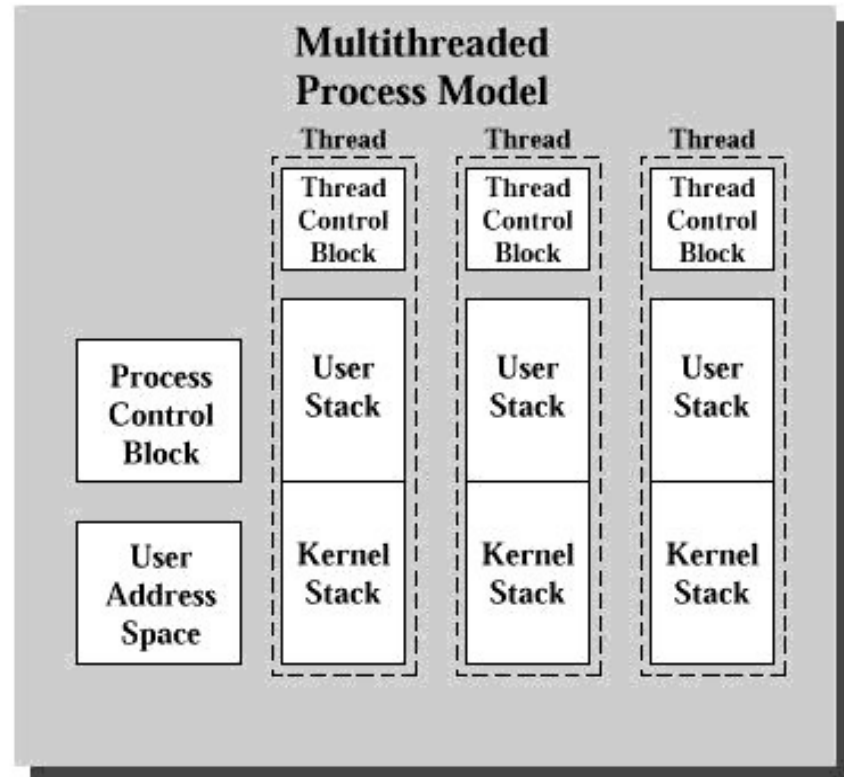 Multithreaded
Process Model
Thread
Thread
Thread
Thread
Control
Block
Thread
Control
Block
Thread
Control
Block
Process
Control
Block
User
Stack
User
Stack
User
Stack
User
Address
Space
Kernel
Stack
Kernel
Stack
Kernel
Stack